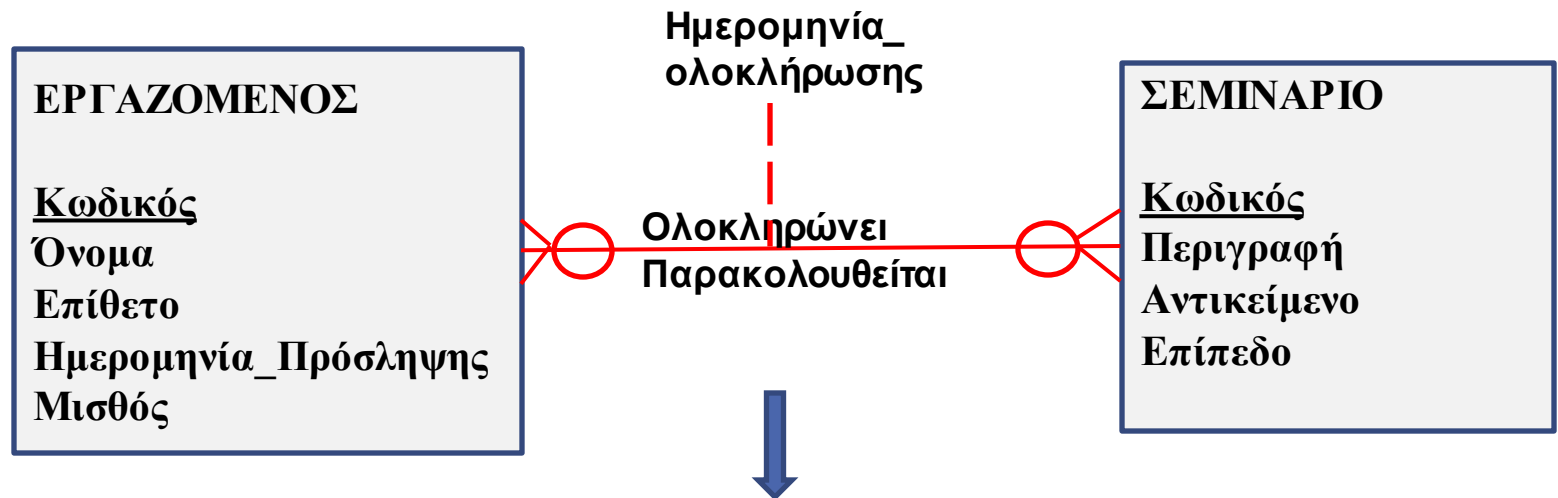 Ημερομηνία_
ολοκλήρωσης
ΕΡΓΑΖΟΜΕΝΟΣ
Κωδικός
Όνομα
Επίθετο
Ημερομηνία_Πρόσληψης
Μισθός
Ολοκληρώνει
Παρακολουθείται
ΣΕΜΙΝΑΡΙΟ
Κωδικός
Περιγραφή
Αντικείμενο
Επίπεδο